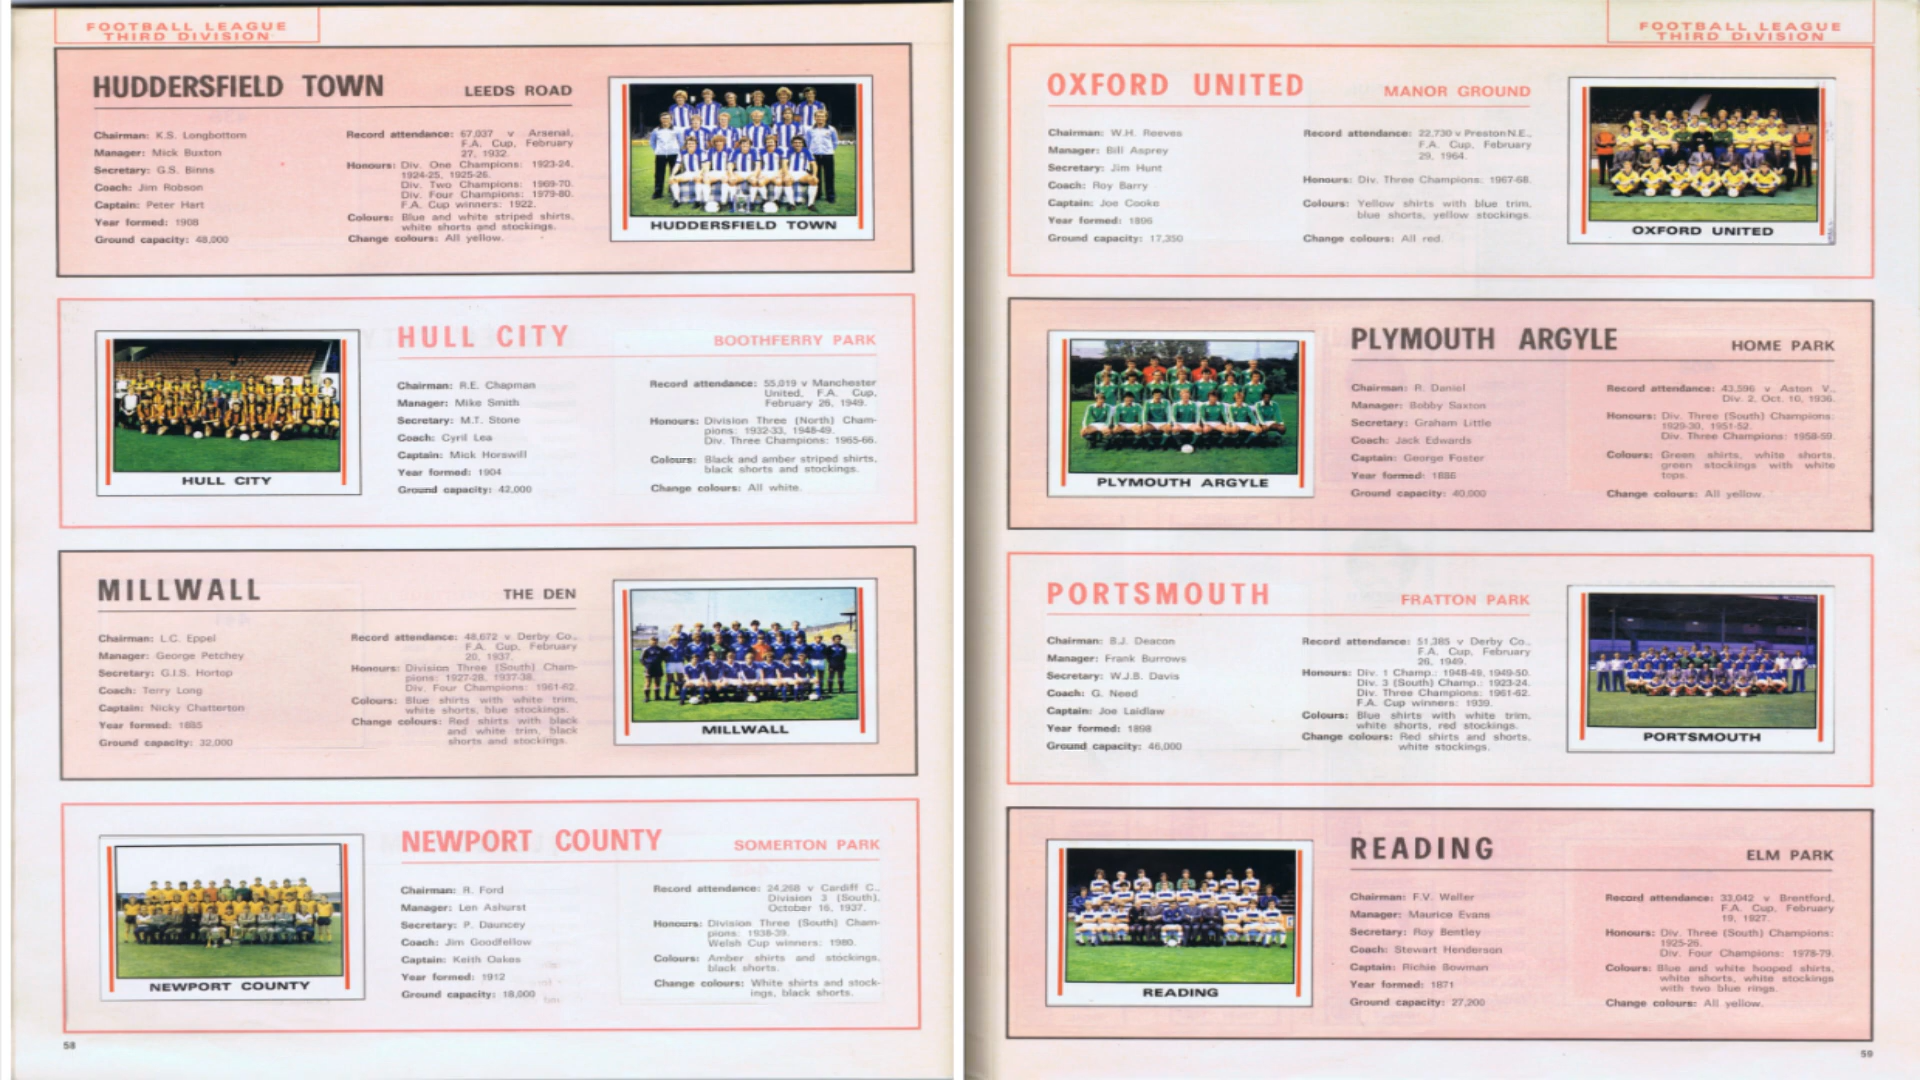 FOOTBALL LEAGUE
THIRD DIVISION
HUDDERSFIELD TOWN
LEEDS ROAD
Chairman: K.S. Longbottom
Manager: Mick Buxton
Secretary: G.S. Binns
Coach: Jim Robson
Captain: Peter Hart
Year formed: 1908
Ground capacity: 48,000
Record attendance: 67,037 v Arsenal,
F.A. Cup, February
27, 1932.
Honours: Div. One Champions: 1923-24,
1924-25, 1925-26.
Div. Two Champions: 1969-70.
Div. Four Champions: 1979-80.
F.A. Cup winners: 1922.
Colours: Blue and white striped shirts,
white shorts and stockings.
Change colours: All yellow.
HUDDERSFIELD TOWN
HULL CITY
HULL CITY
BOOTHFERRY PARK
Chairman: R.E. Chapman
Manager: Mike Smith
Secretary: M.T. Stone
Coach: Cyril Lea
Captain: Mick Horswill
Year formed: 1904
Ground capacity: 42,000
Record attendance: 55,019 v Manchester
United, F.A. Cup,
February 26, 1949.
Honours: Division Three (North) Cham-
pions: 1932-33, 1948-49.
Div. Three Champions: 1965-66.
Colours: Black and amber striped shirts,
black shorts and stockings.
Change colours: All white.
MILLWALL
THE DEN
Chairman: L.C. Eppel
Manager: George Petchey
Secretary: G.I.S. Hortop
Coach: Terry Long
Captain: Nicky Chatterton
Year formed: 1885
Ground capacity: 32,000
Record attendance: 48,672 v Derby Co.,
F.A. Cup, February
20, 1937.
Honours: Division Three (South) Cham-
pions: 1927-28, 1937-38.
Div. Four Champions: 1961-62.
Colours: Blue shirts with white trim,
white shorts, blue stockings.
Change colours: Red shirts with black
and white trim, black
shorts and stockings.
MILLWALL
NEWPORT COUNTY
NEWPORT COUNTY
SOMERTON PARK
Chairman: R. Ford
Manager: Len Ashurst
Secretary: P. Dauncey
Coach: Jim Goodfellow
Captain: Keith Oakes
Year formed: 1912
Ground capacity: 18,000
Record attendance: 24,268 v Cardiff C.,
Division 3 (South),
October 16, 1937.
Honours: Division Three (South) Cham-
pions: 1938-39.
Welsh Cup winners: 1980.
Colours: Amber shirts and stockings,
black shorts.
Change colours: White shirts and stock-
ings, black shorts.
58
FOOTBALL LEAGUE
THIRD DIVISION
OXFORD UNITED
MANOR GROUND
Chairman: W.H. Reeves
Manager: Bill Asprey
Secretary: Jim Hunt
Coach: Roy Barry
Captain: Joe Cooke
Year formed: 1896
Ground capacity: 17,350
Record attendance: 22,730 v Preston N.E.,
F.A. Cup, February
29, 1964.
Honours: Div. Three Champions: 1967-68.
Colours: Yellow shirts with blue trim,
blue shorts, yellow stockings.
Change colours: All red.
OXFORD UNITED
PLYMOUTH ARGYLE
PLYMOUTH ARGYLE
HOME PARK
Chairman: R. Daniel
Manager: Bobby Saxton
Secretary: Graham Little
Coach: Jack Edwards
Captain: George Foster
Year formed: 1886
Ground capacity: 40,000
Record attendance: 43,596 v Aston V.,
Div. 2, Oct. 10, 1936.
Honours: Div. Three (South) Champions:
1929-30, 1951-52.
Div. Three Champions: 1958-59.
Colours: Green shirts, white shorts,
green stockings with white
tops.
Change colours: All yellow.
PORTSMOUTH
FRATTON PARK
Chairman: B.J. Deacon
Manager: Frank Burrows
Secretary: W.J.B. Davis
Coach: G. Need
Captain: Joe Laidlaw
Year formed: 1898
Ground capacity: 46,000
Record attendance: 51,385 v Derby Co.,
F.A. Cup, February
26, 1949.
Honours: Div. 1 Champ.: 1948-49, 1949-50.
Div. 3 (South) Champ.: 1923-24.
Div. Three Champions: 1961-62.
F.A. Cup winners: 1939.
Colours: Blue shirts with white trim,
white shorts, red stockings.
Change colours: Red shirts and shorts,
white stockings.
PORTSMOUTH
READING
READING
ELM PARK
Chairman: F.V. Waller
Manager: Maurice Evans
Secretary: Roy Bentley
Coach: Stewart Henderson
Captain: Richie Bowman
Year formed: 1871
Ground capacity: 27,200
Record attendance: 33,042 v Brentford,
F.A. Cup, February
19, 1927.
Honours: Div. Three (South) Champions:
1925-26.
Div. Four Champions: 1978-79.
Colours: Blue and white hooped shirts,
white shorts, white stockings
with two blue rings.
Change colours: All yellow.
59